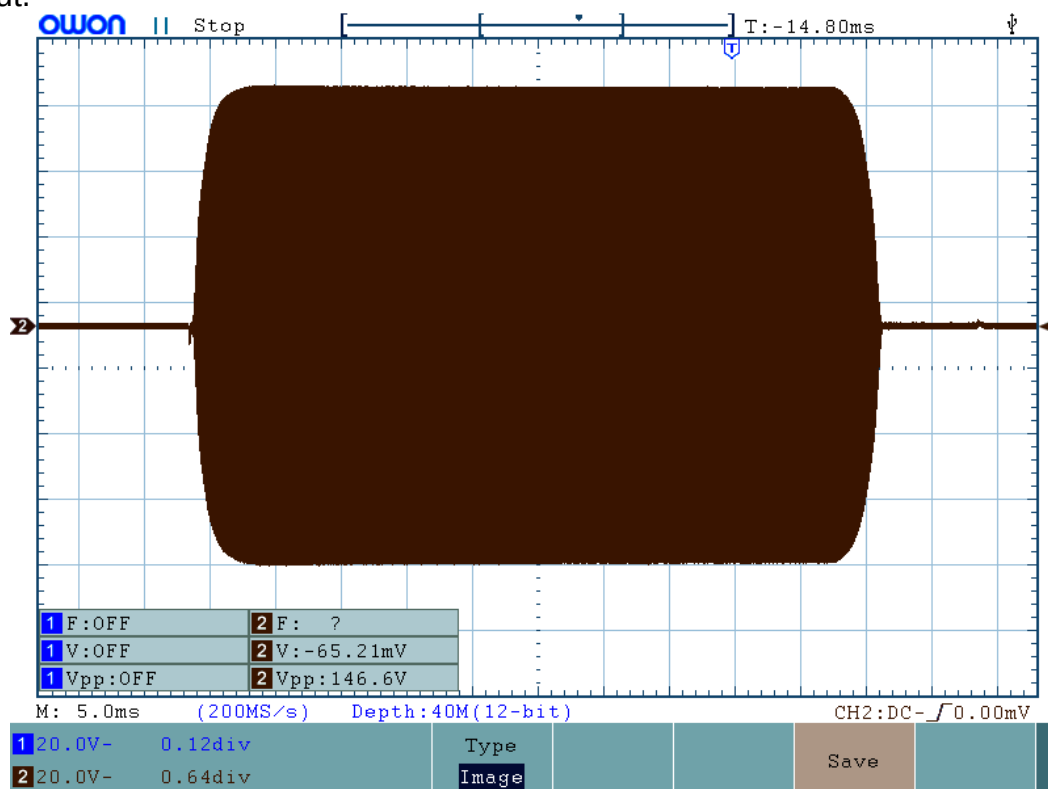 ut.
OWON Stop T:-14.80ms
T
2
1 F:OFF 2 F: ?
1 V:OFF 2 V:-65.21mV
1 Vpp:OFF 2 Vpp:146.6V
M: 5.0ms (200MS/s) Depth:40M(12-bit) CH2:DC- 0.00mV
1 20.0V- 0.12div Type
Save
2 20.0V- 0.64div Image